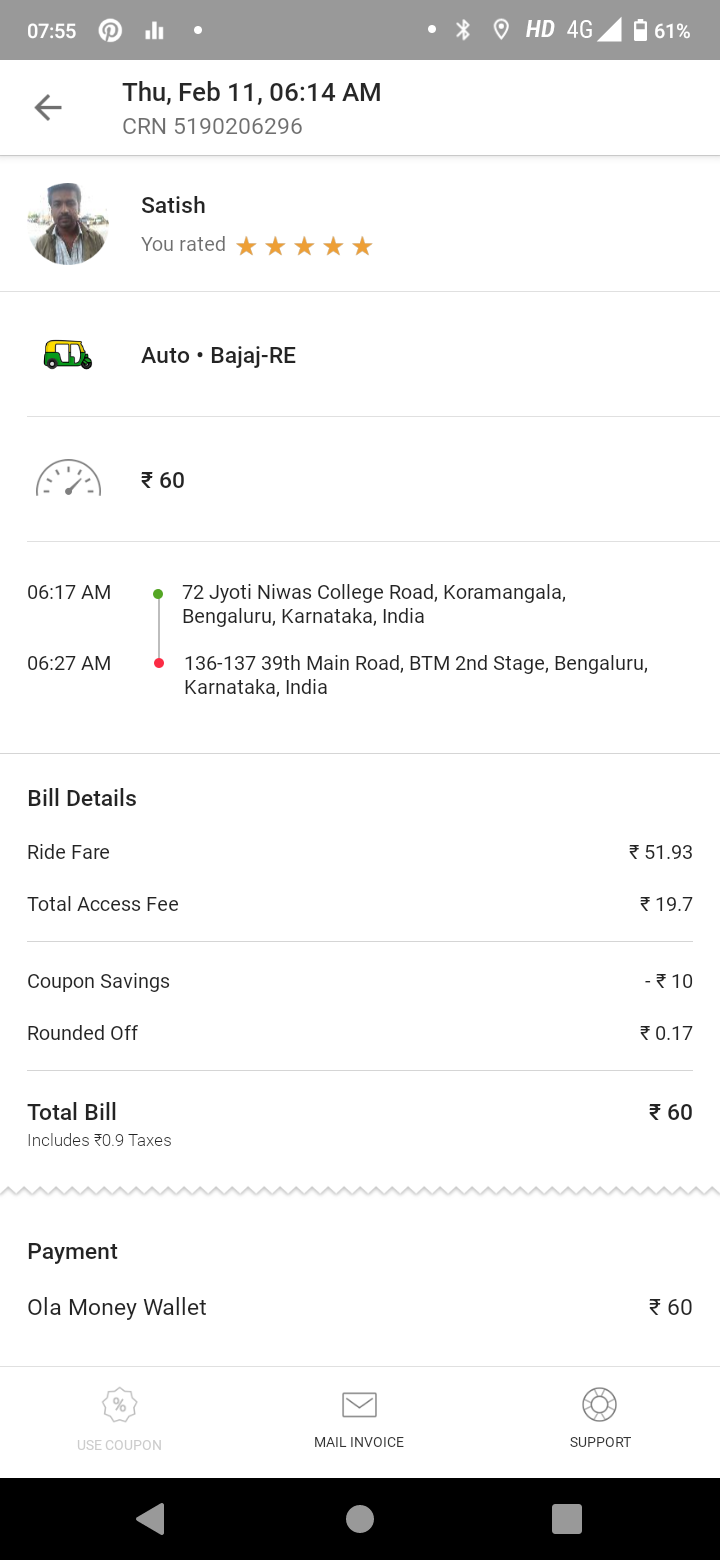 07:55
HD 4G 61%
Thu, Feb 11, 06:14 AM
CRN 5190206296
Satish
You rated
Auto • Bajaj-RE
₹ 60
06:17 AM 72 Jyoti Niwas College Road, Koramangala,
Bengaluru, Karnataka, India
06:27 AM 136-137 39th Main Road, BTM 2nd Stage, Bengaluru,
Karnataka, India
Bill Details
Ride Fare ₹ 51.93
Total Access Fee ₹ 19.7
Coupon Savings - ₹ 10
Rounded Off ₹ 0.17
Total Bill ₹ 60
Includes ₹0.9 Taxes
Payment
Ola Money Wallet ₹ 60
%
USE COUPON MAIL INVOICE SUPPORT